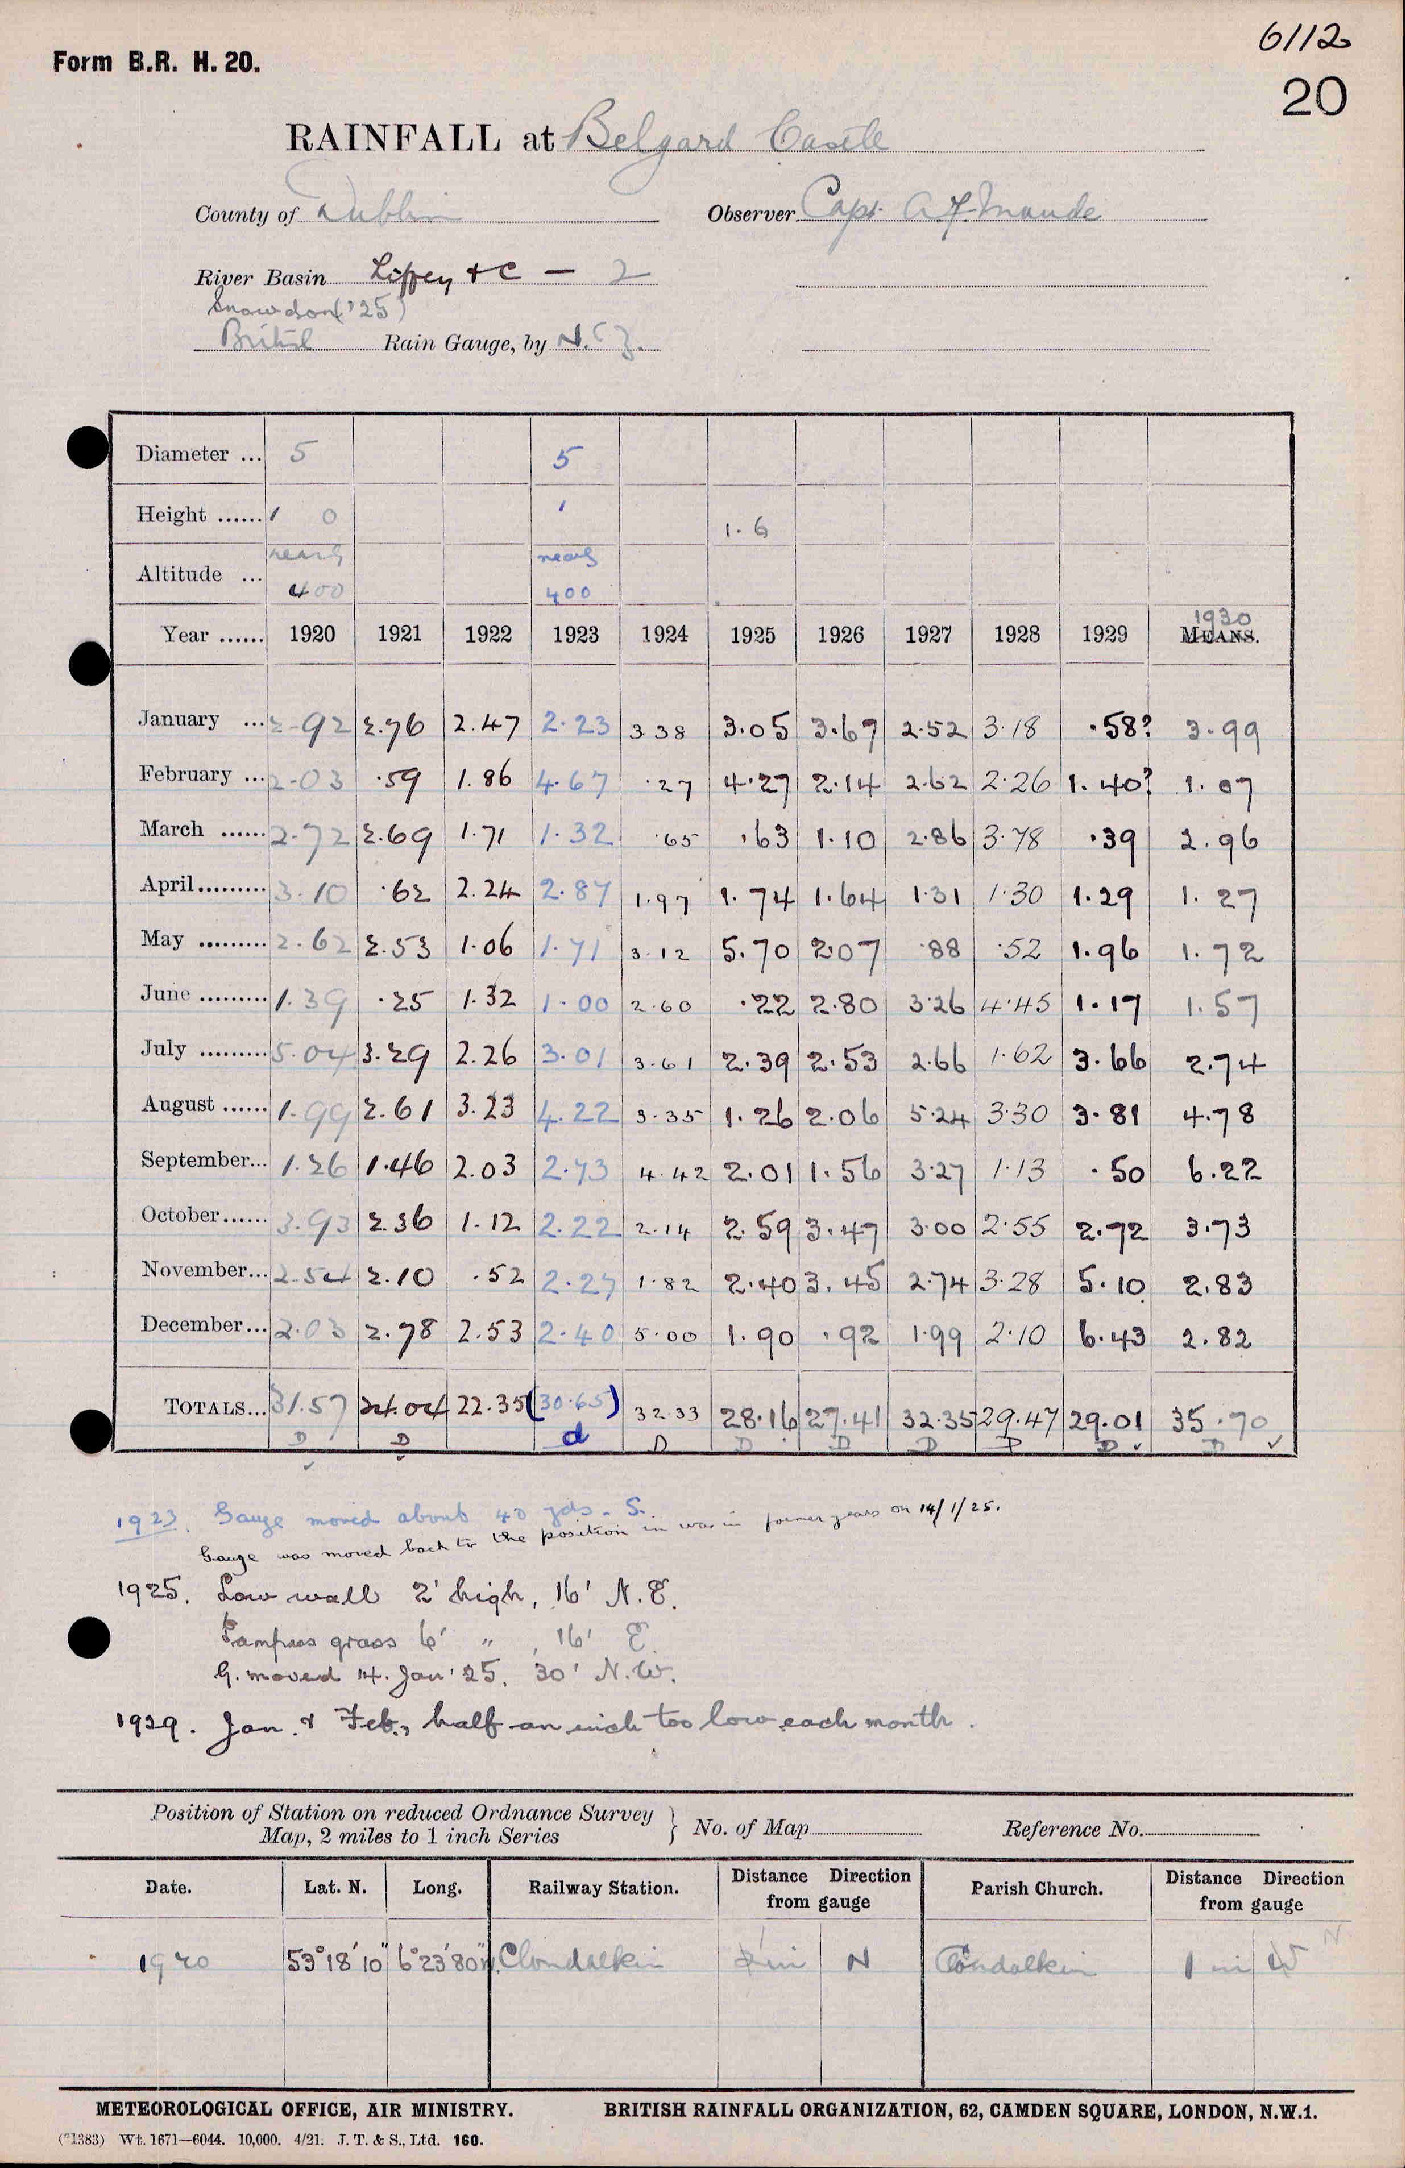 6112
Form B.R. H. 20.
20
RAINFALL at Belgard Castle
County of Dublin Observer Capt. A F. Maude
River Basin Liffey + C — 2
Snowdon ('25)
British Rain Gauge, by N. & Z.
Diameter ... 5 5
Height ...... 1 0 1 1.6
Altitude ... nearly 400 nearly 400
1930
Year ...... 1920 1921 1922 1923 1924 1925 1926 1927 1928 1929 MEANS.
January ... 2.92 2.76 2.47 2.23 3.38 3.05 3.67 2.52 3.18 .58? 3.99
February ... 2.03 .59 1.86 4.67 .27 4.27 2.14 2.62 2.26 1.40? 1.07
March ...... 2.72 2.69 1.71 1.32 .65 .63 1.10 2.86 3.78 .39 2.96
April ......... 3.10 .62 2.24 2.87 1.97 1.74 1.64 1.31 1.30 1.29 1.27
May ......... 2.62 2.53 1.06 1.71 3.12 5.70 2.07 .88 .52 1.96 1.72
June ......... 1.39 .25 1.32 1.00 2.60 .22 2.80 3.26 4.45 1.17 1.57
July ......... 5.04 3.29 2.26 3.01 3.61 2.39 2.53 2.66 1.62 3.66 2.74
August ...... 1.99 2.61 3.23 4.22 3.35 1.26 2.06 5.24 3.30 3.81 4.78
September... 1.26 1.46 2.03 2.73 4.42 2.01 1.56 3.27 1.13 .50 6.22
October...... 3.93 2.36 1.12 2.22 2.14 2.59 3.47 3.00 2.55 2.72 3.73
November... 2.54 2.10 .52 2.27 1.82 2.40 3.45 2.74 3.28 5.10 2.83
December... 2.03 2.78 2.53 2.40 5.00 1.90 .92 1.99 2.10 6.43 2.82
TOTALS... 31.57 24.04 22.35 (30.65) 32.33 28.16 27.41 32.35 29.47 29.01 35.70
D D d D D D D D D ✓ D ✓
✓
1923. Gauge moved about 40 yds. S.
Gauge was moved back to the position it was in former years on 14/1/25.
1925. Low wall 2' high, 16' N.E.
Pampas grass 6' " , 16' E.
G. moved 14. Jan '25. 30' N.W.
1929. Jan. & Feb., half an inch too low each month.
Position of Station on reduced Ordnance Survey Map, 2 miles to 1 inch Series } No. of Map Reference No.
Date. Lat. N. Long. Railway Station. Distance Direction from gauge Parish Church. Distance Direction from gauge
N
1920 53°18'10" 6°23'80"W. Clondalkin mi N Clondalkin 1 mi W
METEOROLOGICAL OFFICE, AIR MINISTRY. BRITISH RAINFALL ORGANIZATION, 62, CAMDEN SQUARE, LONDON, N.W.1.
(*1383) Wt. 1671—6044. 10,000. 4/21. J. T. & S., Ltd. 160.